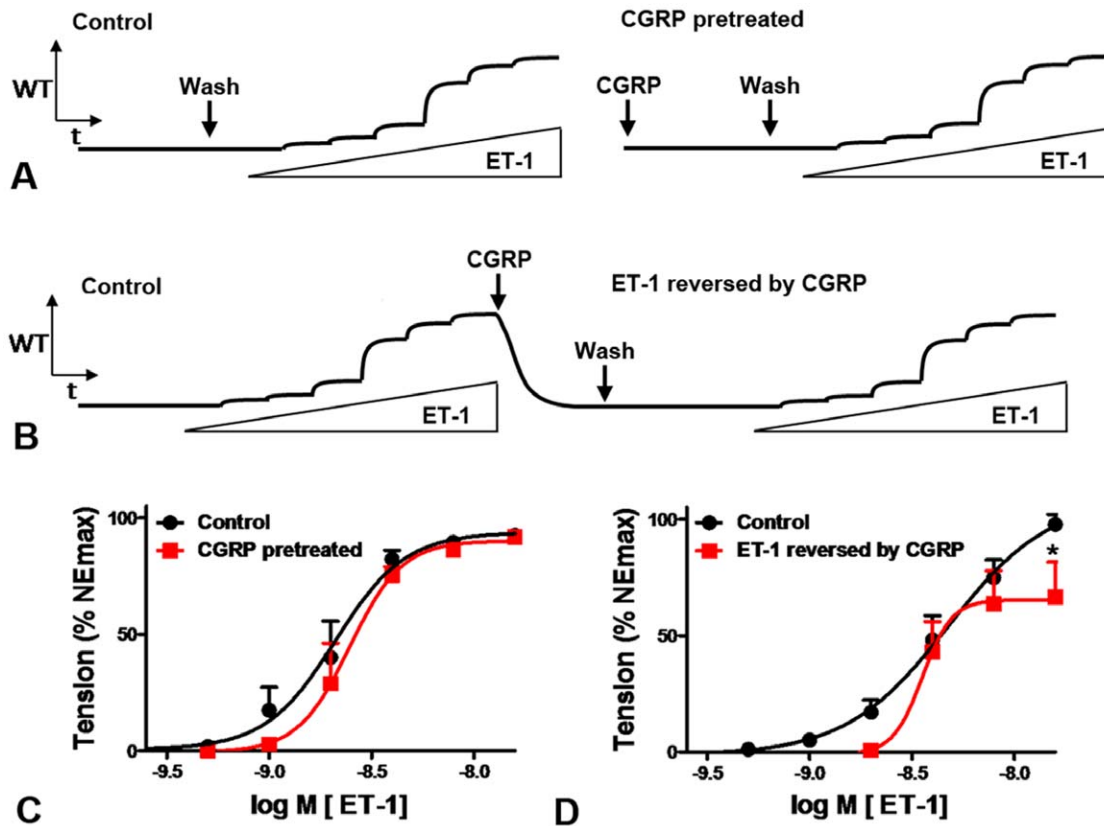 Control
CGRP pretreated
WT
t
Wash
CGRP
Wash
ET-1
ET-1
A
Control
CGRP
ET-1 reversed by CGRP
WT
t
Wash
ET-1
ET-1
B
Tension (% NEmax)
100
50
0
Control
CGRP pretreated
-9.5
-9.0
-8.5
-8.0
log M [ ET-1]
C
Tension (% NEmax)
100
50
0
Control
ET-1 reversed by CGRP
*
-9.5
-9.0
-8.5
-8.0
log M [ ET-1]
D